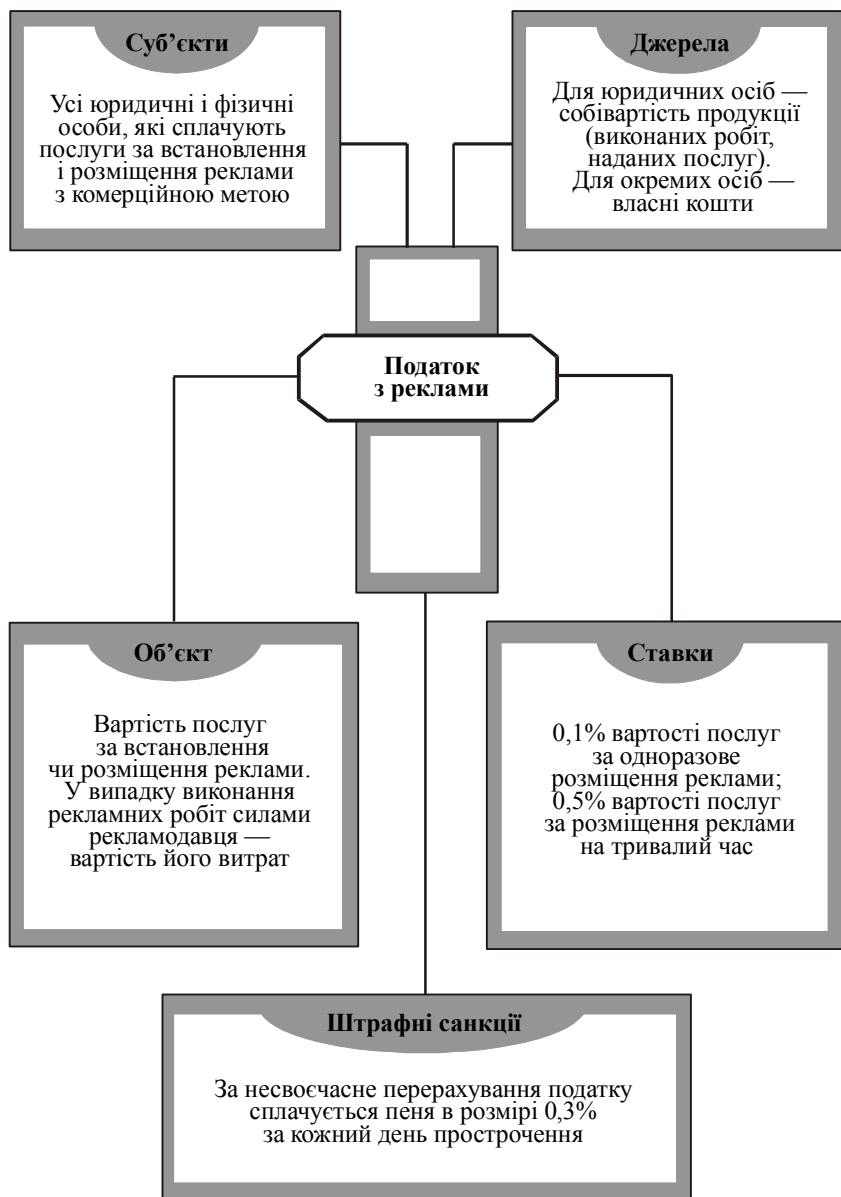 Суб’єкти
Усі юридичні і фізичні
особи, які сплачують
послуги за встановлення
і розміщення реклами
з комерційною метою
Джерела
Для юридичних осіб —
собівартість продукції
(виконаних робіт,
наданих послуг).
Для окремих осіб —
власні кошти
Податок
з реклами
Об’єкт
Вартість послуг
за встановлення
чи розміщення реклами.
У випадку виконання
рекламних робіт силами
рекламодавця —
вартість його витрат
Ставки
0,1% вартості послуг
за одноразове
розміщення реклами;
0,5% вартості послуг
за розміщення реклами
на тривалий час
Штрафні санкції
За несвоєчасне перерахування податку
сплачується пеня в розмірі 0,3%
за кожний день прострочення